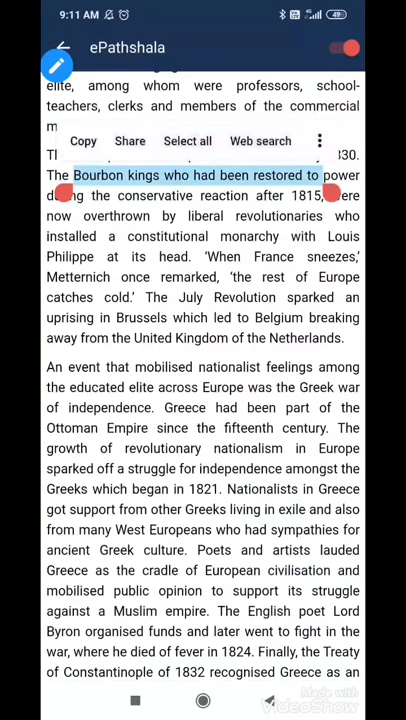 9:11 AM
49
ePathshala
elite, among whom were professors, school-
teachers, clerks and members of the commercial
Copy Share Select all Web search
830.
The Bourbon kings who had been restored to power
the conservative reaction after 1815,
now overthrown by liberal revolutionaries who
installed a constitutional monarchy with Louis
Philippe at its head. ‘When France sneezes,’
Metternich once remarked, ‘the rest of Europe
catches cold.’ The July Revolution sparked an
uprising in Brussels which led to Belgium breaking
away from the United Kingdom of the Netherlands.
An event that mobilised nationalist feelings among
the educated elite across Europe was the Greek war
of independence. Greece had been part of the
Ottoman Empire since the fifteenth century. The
growth of revolutionary nationalism in Europe
sparked off a struggle for independence amongst the
Greeks which began in 1821. Nationalists in Greece
got support from other Greeks living in exile and also
from many West Europeans who had sympathies for
ancient Greek culture. Poets and artists lauded
Greece as the cradle of European civilisation and
mobilised public opinion to support its struggle
against a Muslim empire. The English poet Lord
Byron organised funds and later went to fight in the
war, where he died of fever in 1824. Finally, the Treaty
of Constantinople of 1832 recognised Greece as an
Made with
VideoShow